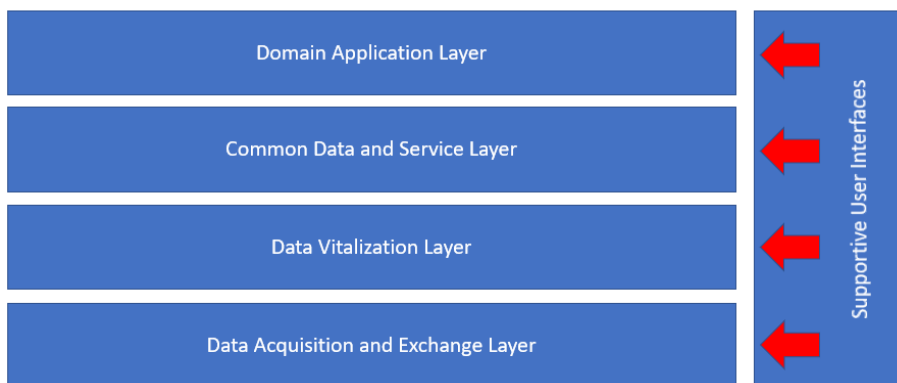 Domain Application Layer
Common Data and Service Layer
Data Vitalization Layer
Data Acquisition and Exchange Layer
Supportive User Interfaces